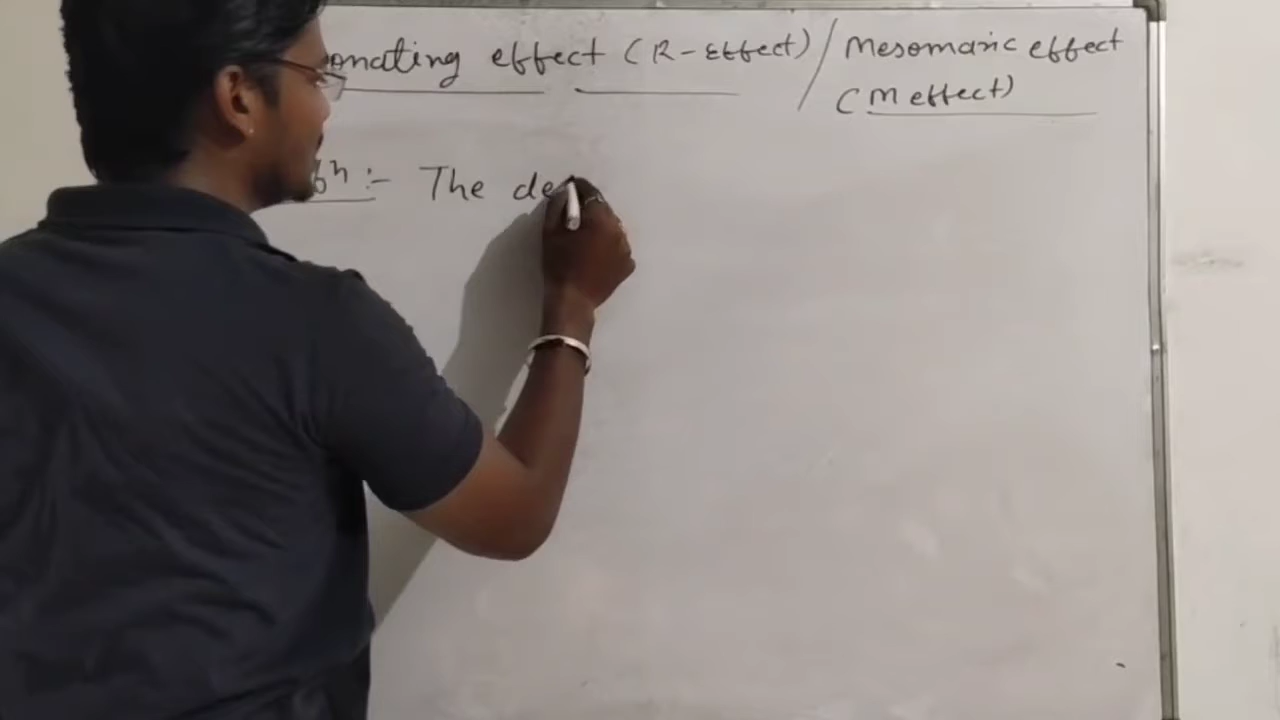 onating effect (R-Effect) / Mesomaric effect
(M effect)
The de